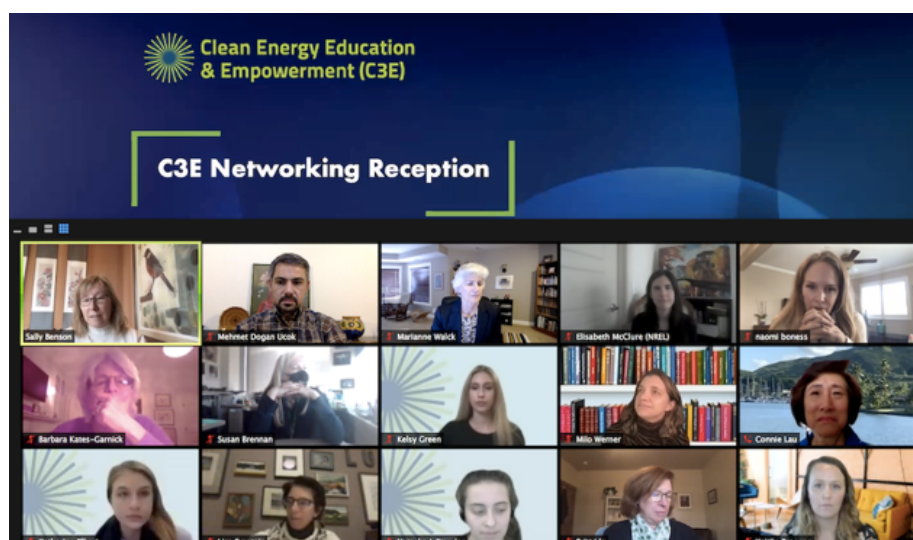 Clean Energy Education
& Empowerment (C3E)
C3E Networking Reception
Sally Benson
Mehmet Dogan Ucok
Marianne Walck
Elisabeth McClure (NREL)
naomi boness
Barbara Kates-Garnick
Susan Brennan
Kelsy Green
Milo Werner
Connie Lau